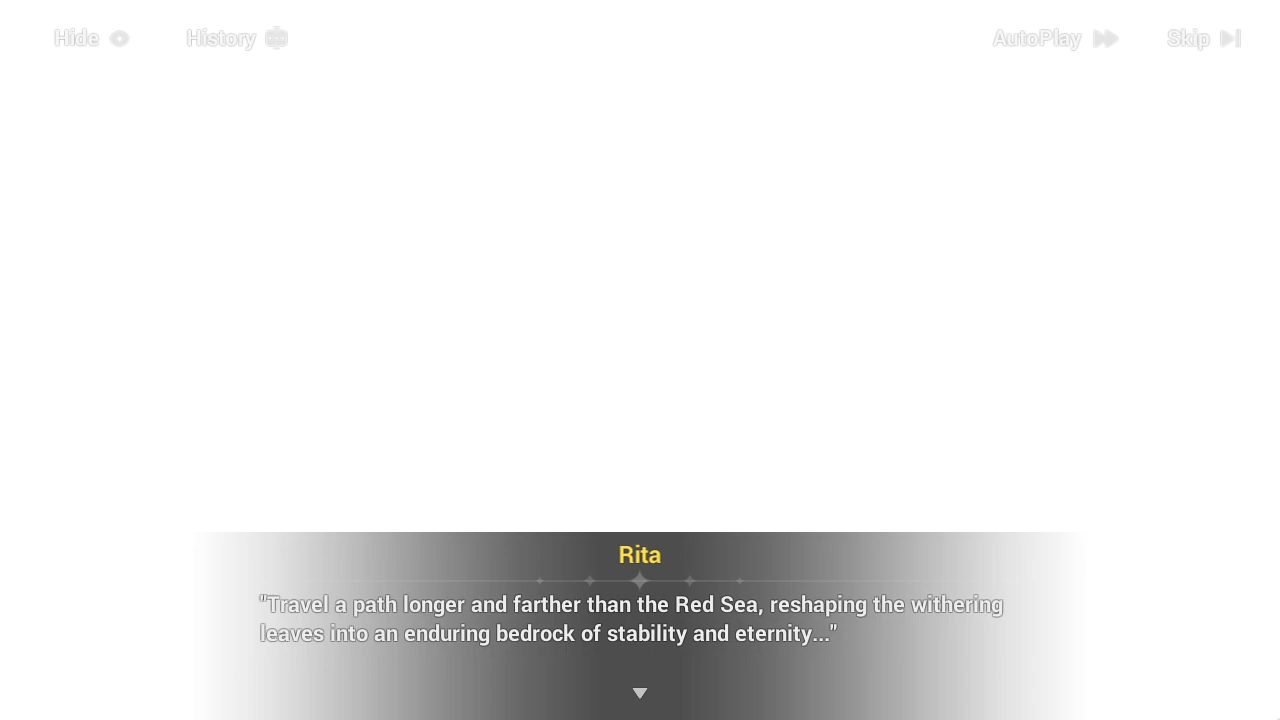 Hide
History
AutoPlay
Skip
Rita
"Travel a path longer and farther than the Red Sea, reshaping the withering
leaves into an enduring bedrock of stability and eternity..."